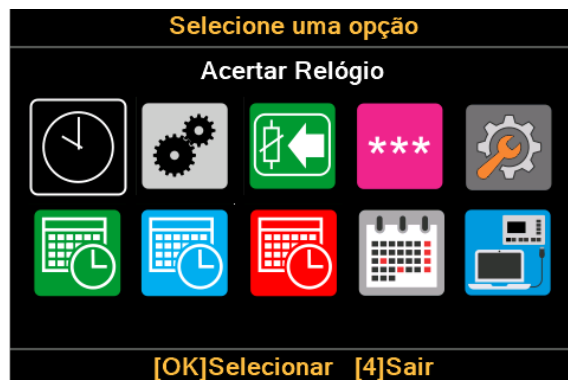 Selecione uma opção
Acertar Relógio
***
[OK]Selecionar [4]Sair